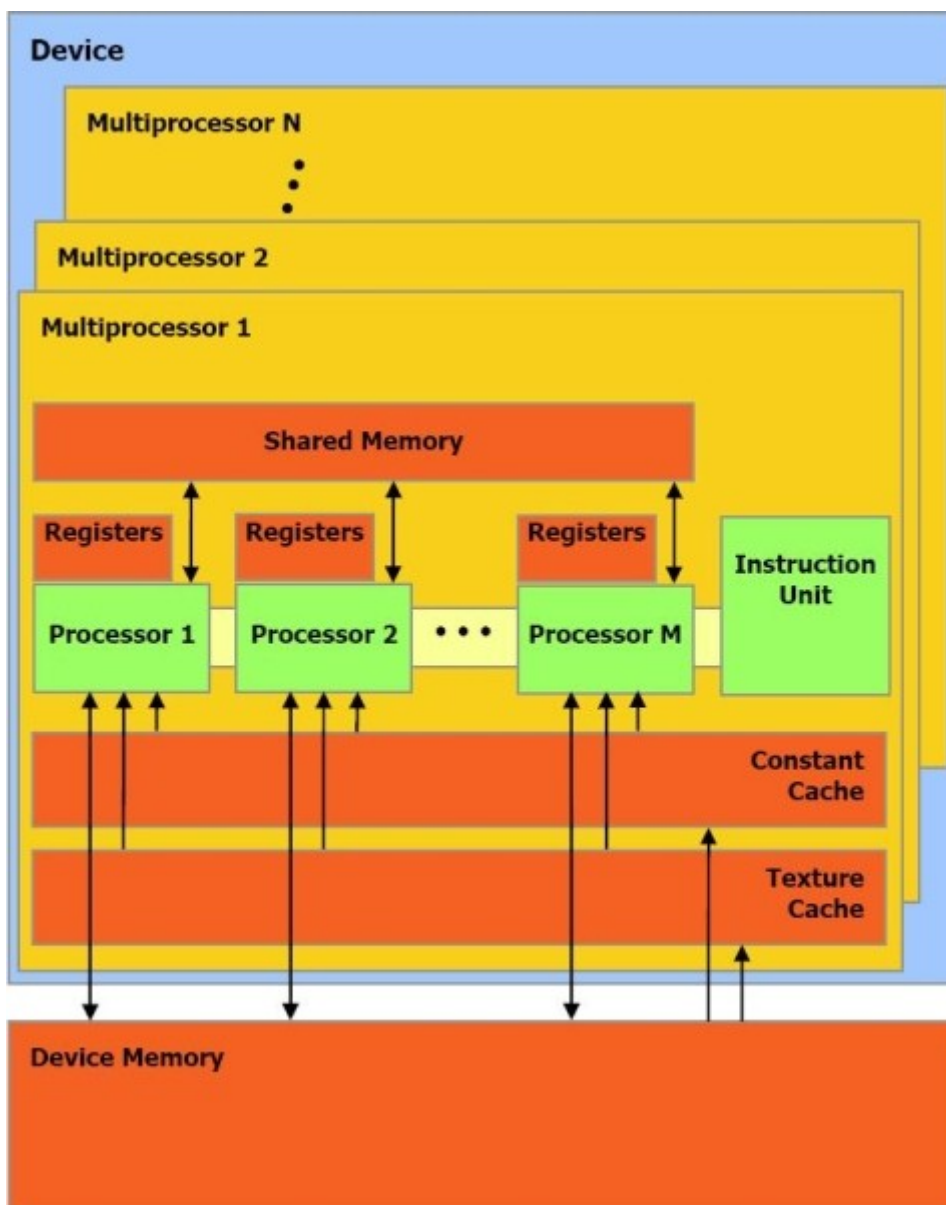 Device
Multiprocessor N
Multiprocessor 2
Multiprocessor 1
Shared Memory
Registers
Registers
Registers
Instruction
Unit
Processor 1
Processor 2
Processor M
Constant
Cache
Texture
Cache
Device Memory